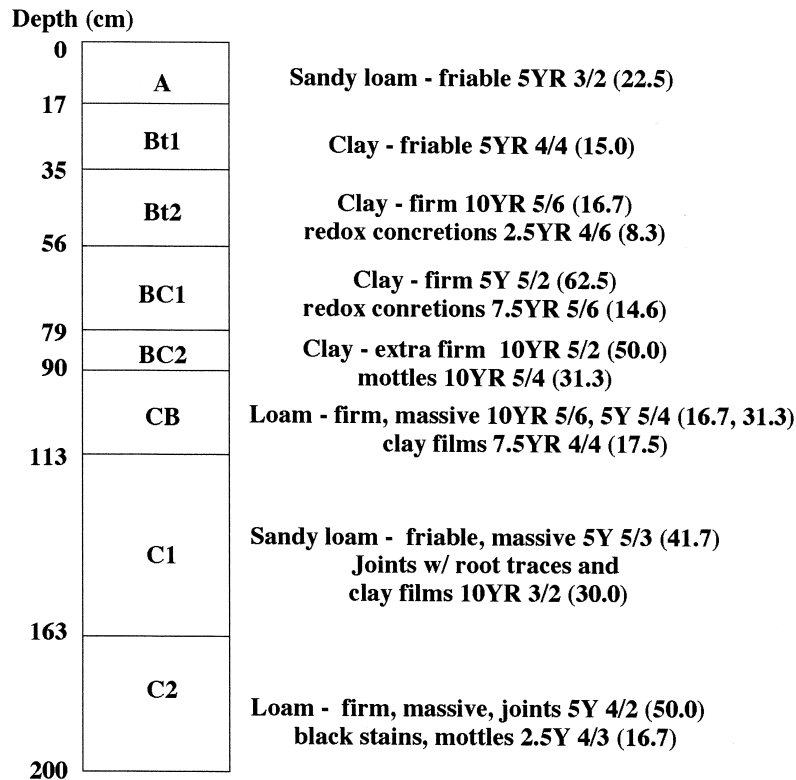 Depth (cm)
0
A
Sandy loam - friable 5YR 3/2 (22.5)
17
Bt1
Clay - friable 5YR 4/4 (15.0)
35
Bt2
Clay - firm 10YR 5/6 (16.7)
redox concretions 2.5YR 4/6 (8.3)
56
BC1
Clay - firm 5Y 5/2 (62.5)
redox conretions 7.5YR 5/6 (14.6)
79
BC2
Clay - extra firm 10YR 5/2 (50.0)
mottles 10YR 5/4 (31.3)
90
CB
Loam - firm, massive 10YR 5/6, 5Y 5/4 (16.7, 31.3)
clay films 7.5YR 4/4 (17.5)
113
C1
Sandy loam - friable, massive 5Y 5/3 (41.7)
Joints w/ root traces and
clay films 10YR 3/2 (30.0)
163
C2
Loam - firm, massive, joints 5Y 4/2 (50.0)
black stains, mottles 2.5Y 4/3 (16.7)
200